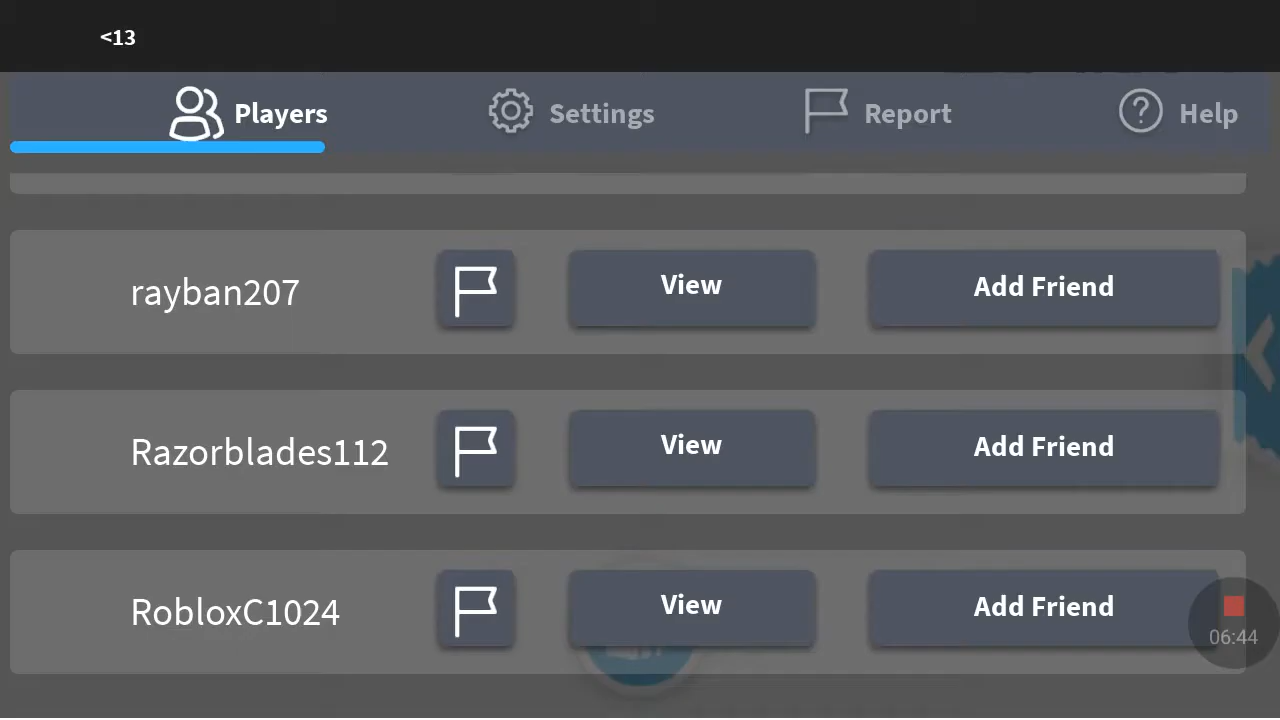 <13
Players Settings Report Help
rayban207 View Add Friend
Razorblades112 View Add Friend
RobloxC1024 View Add Friend
06:44